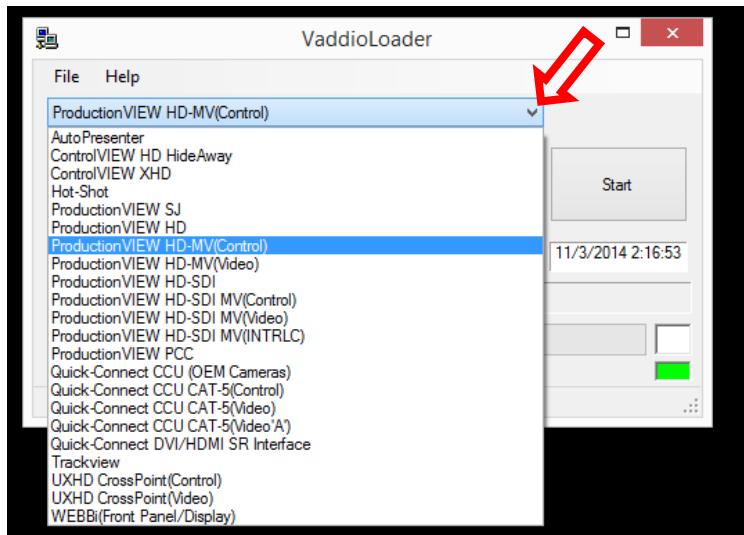 VaddioLoader
File Help
ProductionVIEW HD-MV(Control)
AutoPresenter
ControlVIEW HD HideAway
ControlVIEW XHD
Hot-Shot
ProductionVIEW SJ
ProductionVIEW HD
ProductionVIEW HD-MV(Control)
ProductionVIEW HD-MV(Video)
ProductionVIEW HD-SDI
ProductionVIEW HD-SDI MV(Control)
ProductionVIEW HD-SDI MV(Video)
ProductionVIEW HD-SDI MV(INTRLC)
ProductionVIEW PCC
Quick-Connect CCU (OEM Cameras)
Quick-Connect CCU CAT-5(Control)
Quick-Connect CCU CAT-5(Video)
Quick-Connect CCU CAT-5(Video'A')
Quick-Connect DVI/HDMI SR Interface
Trackview
UXHD CrossPoint(Control)
UXHD CrossPoint(Video)
WEBBi(Front Panel/Display)
Start
11/3/2014 2:16:53